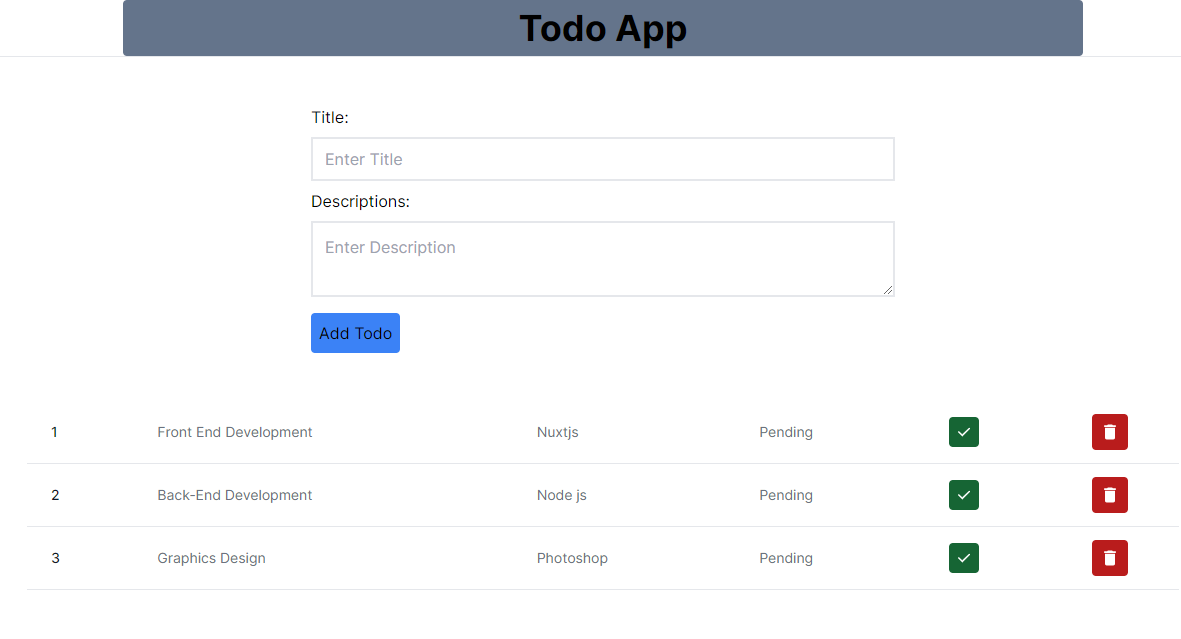 Todo App
Title:
Enter Title
Descriptions:
Enter Description
Add Todo
1 Front End Development Nuxtjs Pending
2 Back-End Development Node js Pending
3 Graphics Design Photoshop Pending